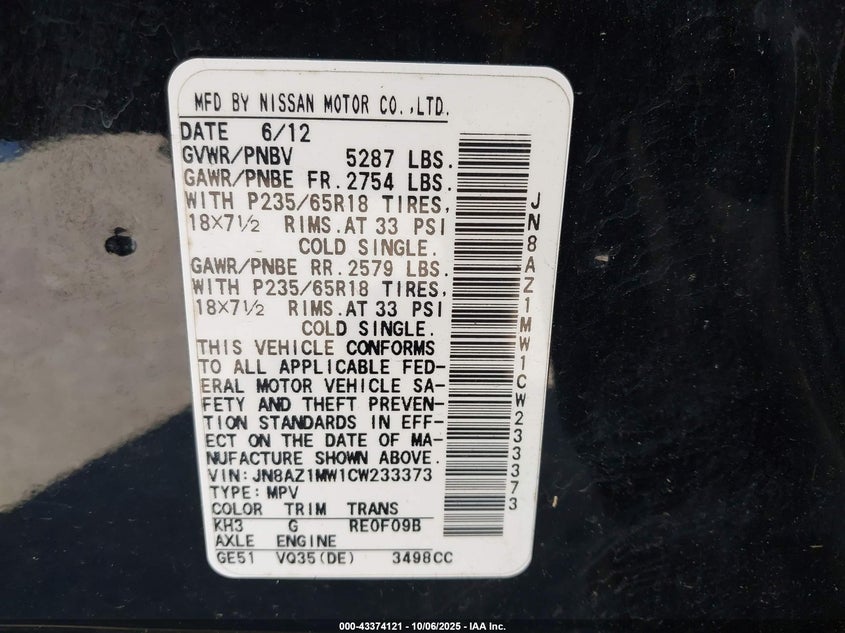 MFD BY NISSAN MOTOR CO.,LTD.
DATE 6/12
GVWR/PNBV 5287 LBS.
GAWR/PNBE FR.2754 LBS.
WITH P235/65R18 TIRES,
18×7½ RIMS.AT 33 PSI
COLD SINGLE.
GAWR/PNBE RR.2579 LBS.
WITH P235/65R18 TIRES,
18×7½ RIMS.AT 33 PSI
COLD SINGLE.
THIS VEHICLE CONFORMS
TO ALL APPLICABLE FED-
ERAL MOTOR VEHICLE SA-
FETY AND THEFT PREVEN-
TION STANDARDS IN EFF-
ECT ON THE DATE OF MA-
NUFACTURE SHOWN ABOVE.
VIN:JN8AZ1MW1CW233373
TYPE:MPV
COLOR TRIM TRANS
KH3 G RE0F09B
AXLE ENGINE
GE51 VQ35(DE) 3498CC
JN8AZ1MW1CW233373
000-43374121 - 10/06/2025 - IAA Inc.